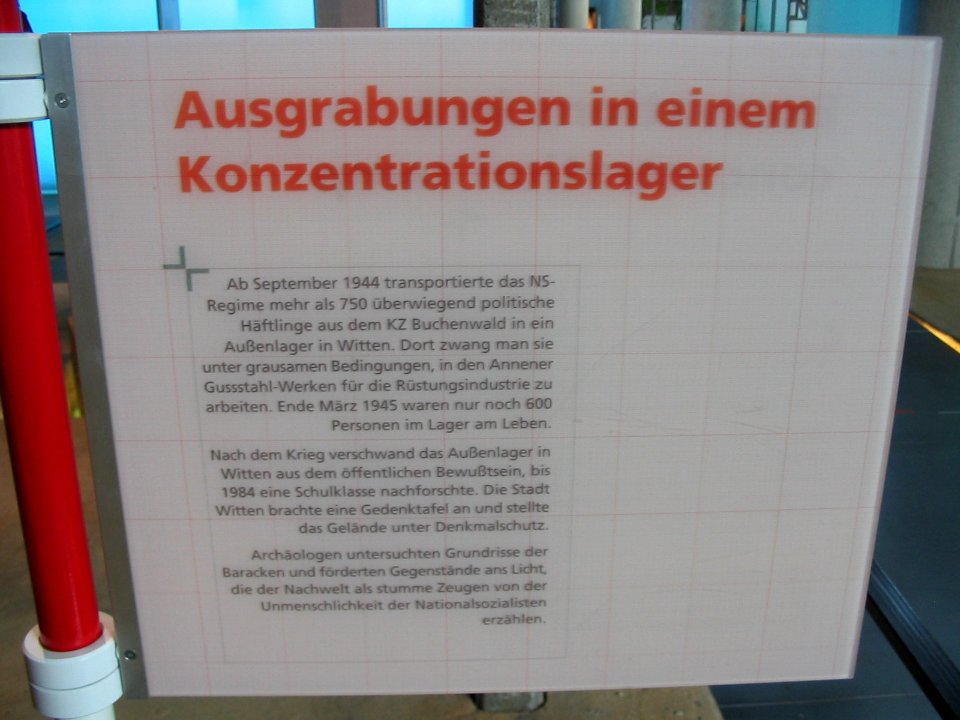 Ausgrabungen in einem
Konzentrationslager
Ab September 1944 transportierte das NS-
Regime mehr als 750 überwiegend politische
Häftlinge aus dem KZ Buchenwald in ein
Außenlager in Witten. Dort zwang man sie
unter grausamen Bedingungen, in den Annener
Gussstahl-Werken für die Rüstungsindustrie zu
arbeiten. Ende März 1945 waren nur noch 600
Personen im Lager am Leben.
Nach dem Krieg verschwand das Außenlager in
Witten aus dem öffentlichen Bewußtsein, bis
1984 eine Schulklasse nachforschte. Die Stadt
Witten brachte eine Gedenktafel an und stellte
das Gelände unter Denkmalschutz.
Archäologen untersuchten Grundrisse der
Baracken und förderten Gegenstände ans Licht,
die der Nachwelt als stumme Zeugen von der
Unmenschlichkeit der Nationalsozialisten
erzählen.